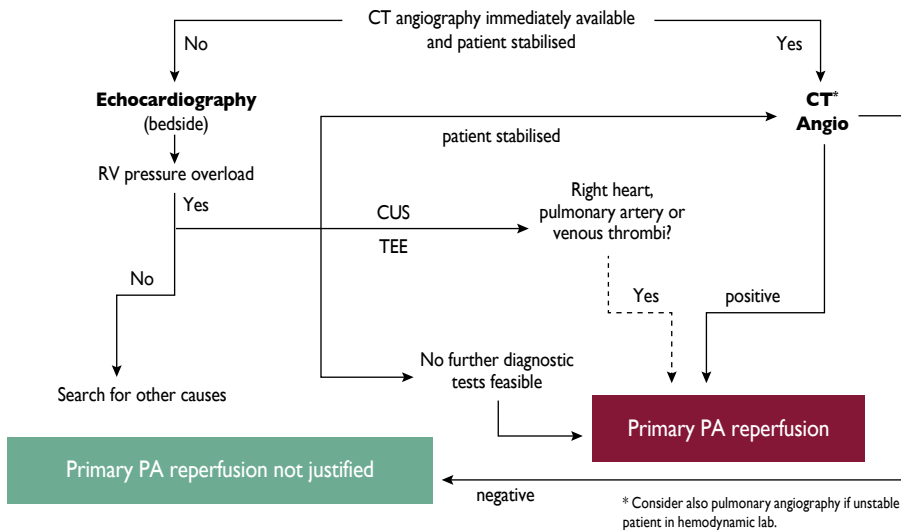 CT angiography immediately available
and patient stabilised
No
Yes
Echocardiography
(bedside)
CT*
Angio
patient stabilised
RV pressure overload
Yes
CUS
TEE
Right heart,
pulmonary artery or
venous thrombi?
No
Yes
positive
Search for other causes
No further diagnostic
tests feasible
Primary PA reperfusion
Primary PA reperfusion not justified
negative
* Consider also pulmonary angiography if unstable
patient in hemodynamic lab.